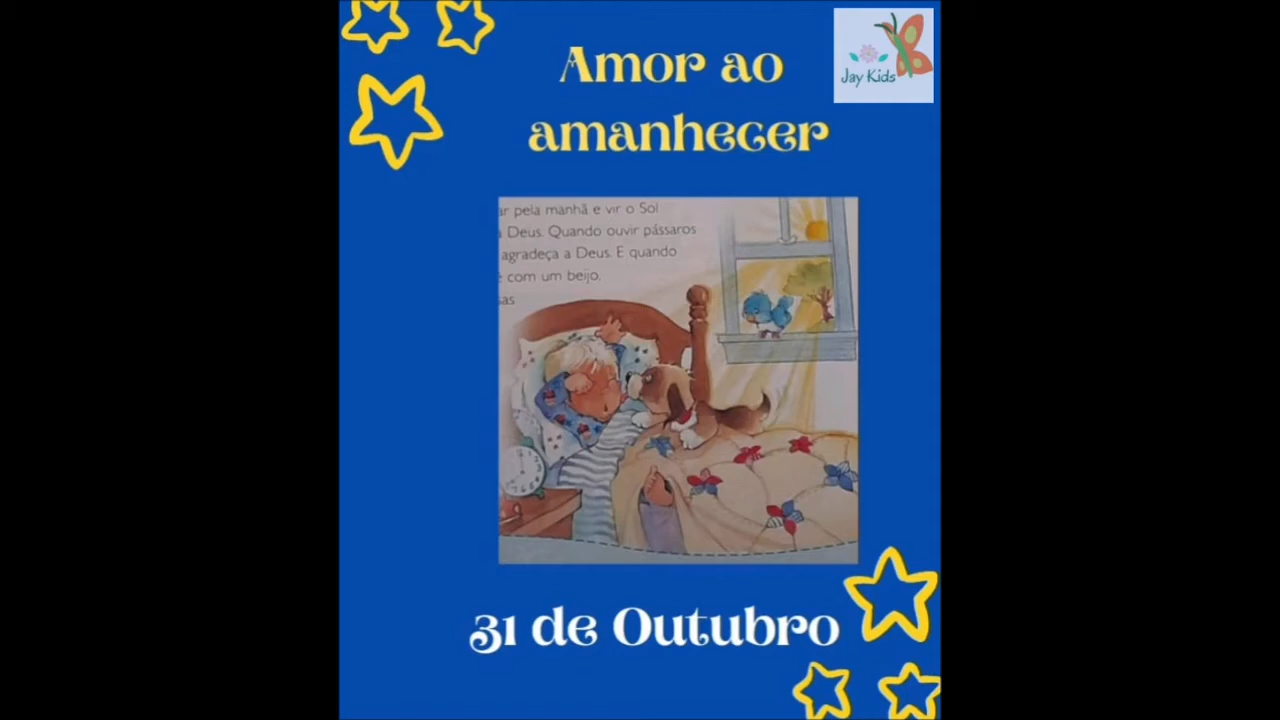 Amor ao
amanhecer
Jay Kids
ar pela manhã e vir o Sol
Deus. Quando ouvir pássaros
agradeça a Deus. E quando
com um beijo,
31 de Outubro